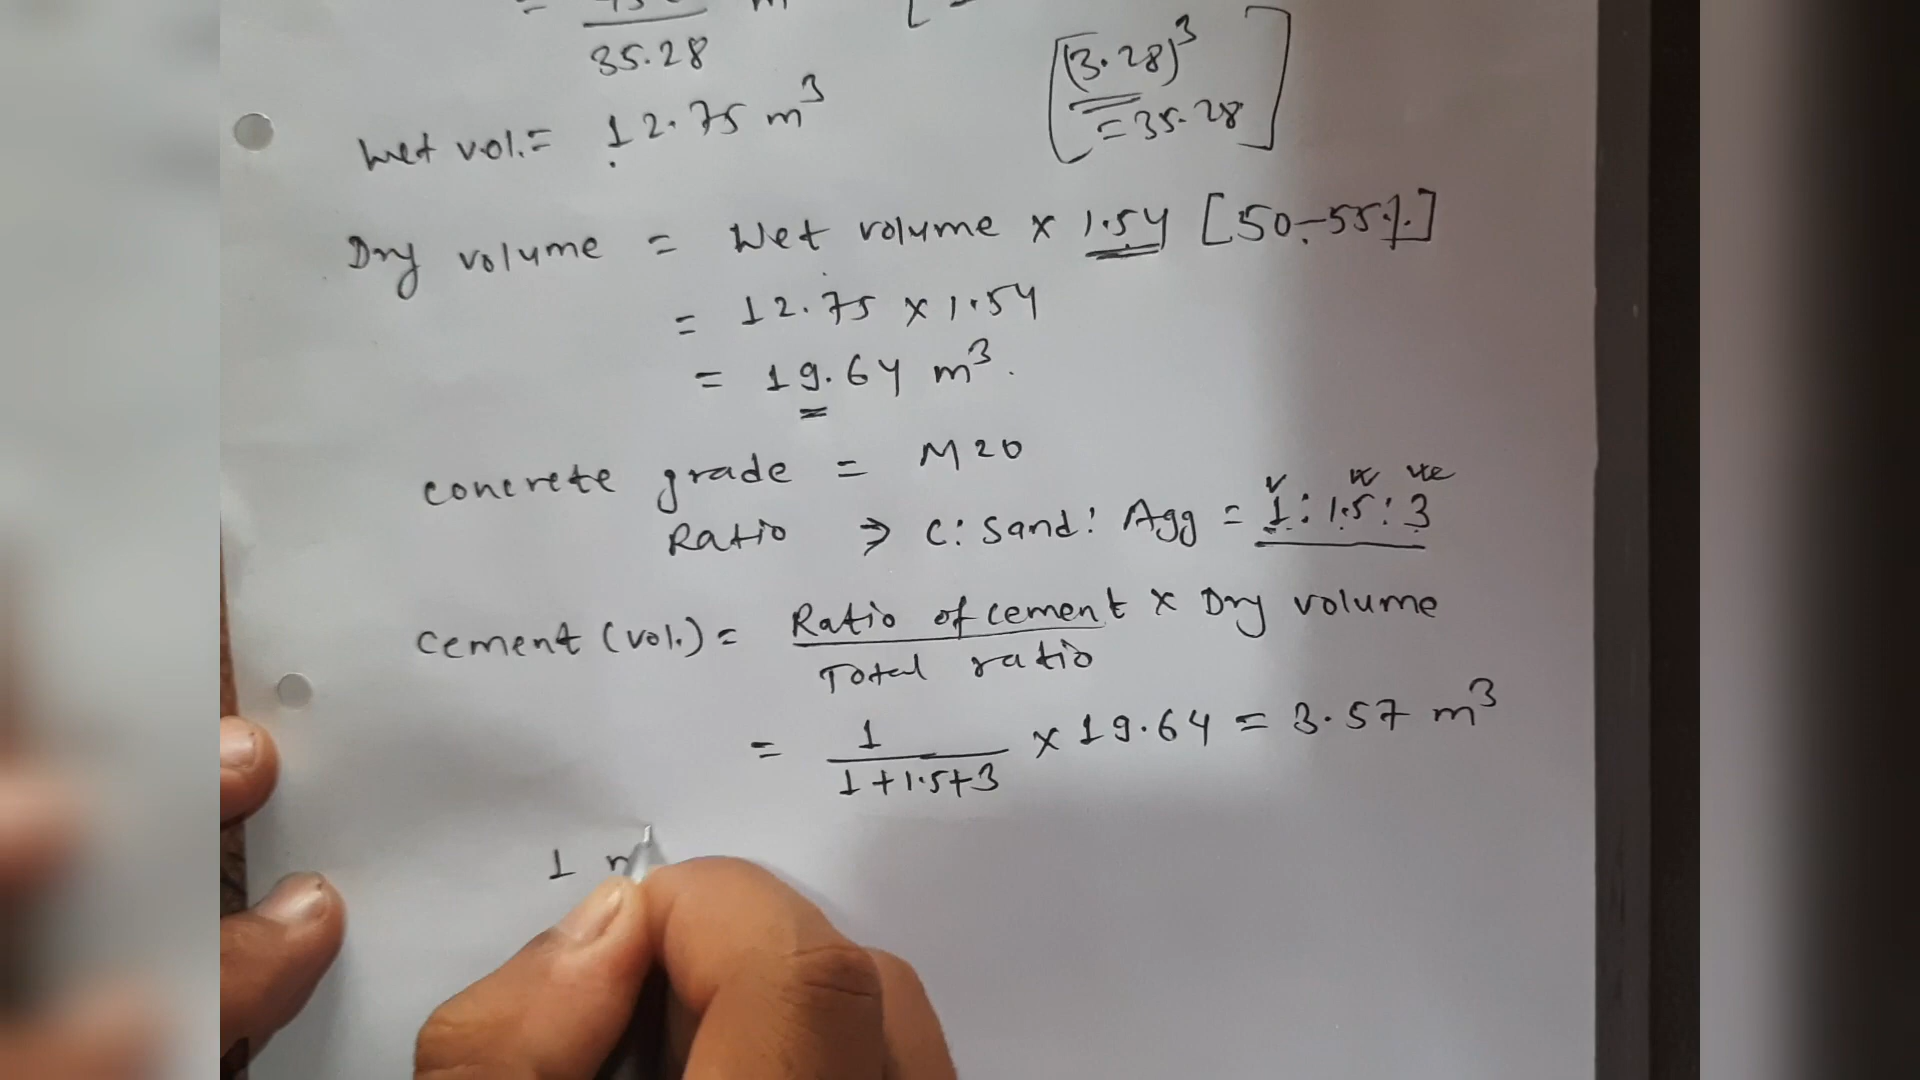 35.28
(3.28)³
= 35.28
Wet vol. = 12.75 m³
Dry volume = Wet volume x 1.54 [50-55%]
= 12.75 x 1.54
= 19.64 m³.
concrete grade = M20
Ratio ⇒ C: Sand: Agg = 1:1.5:3
cement (vol.) = Ratio of cement x Dry volume
Total ratio
= 1 x 19.64 = 3.57 m³
1+1.5+3
1